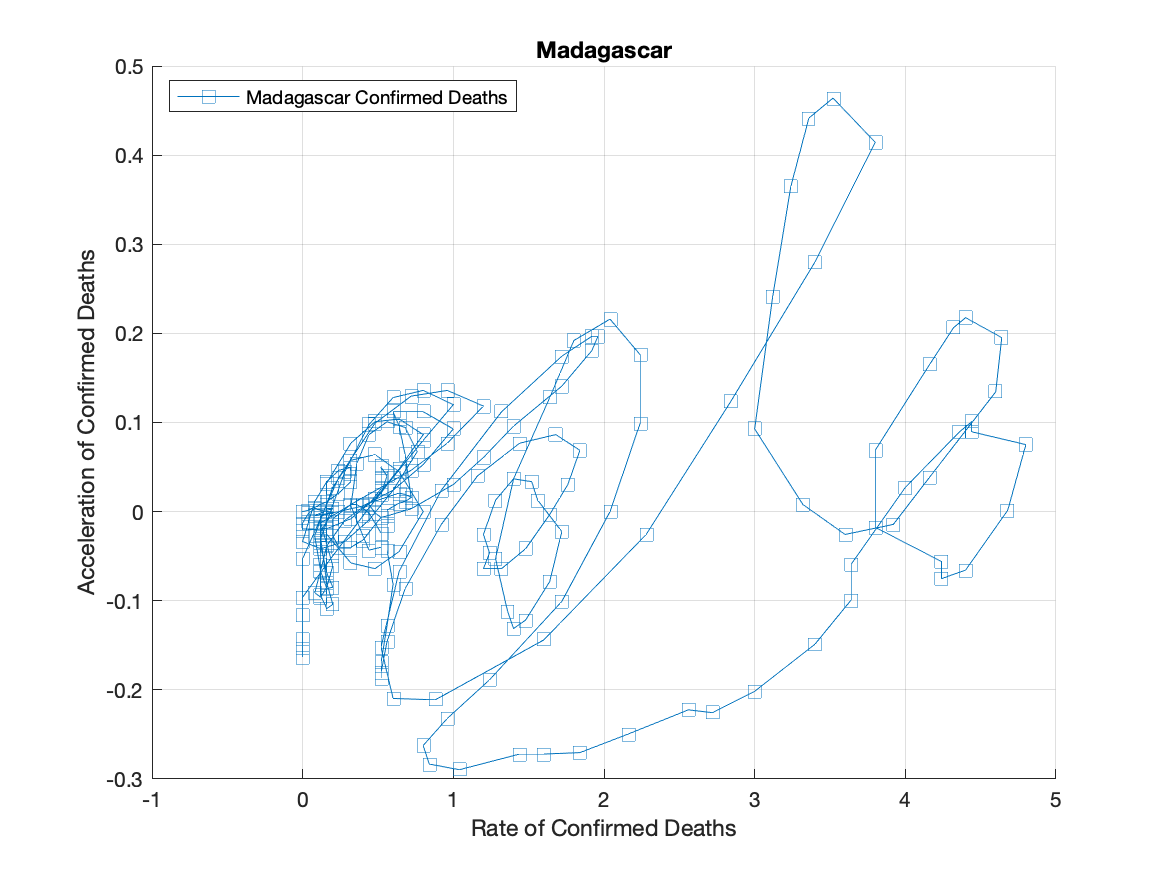 Madagascar
Madagascar Confirmed Deaths
0.5
0.4
0.3
0.2
0.1
0
-0.1
-0.2
-0.3
Acceleration of Confirmed Deaths
-1 0 1 2 3 4 5
Rate of Confirmed Deaths